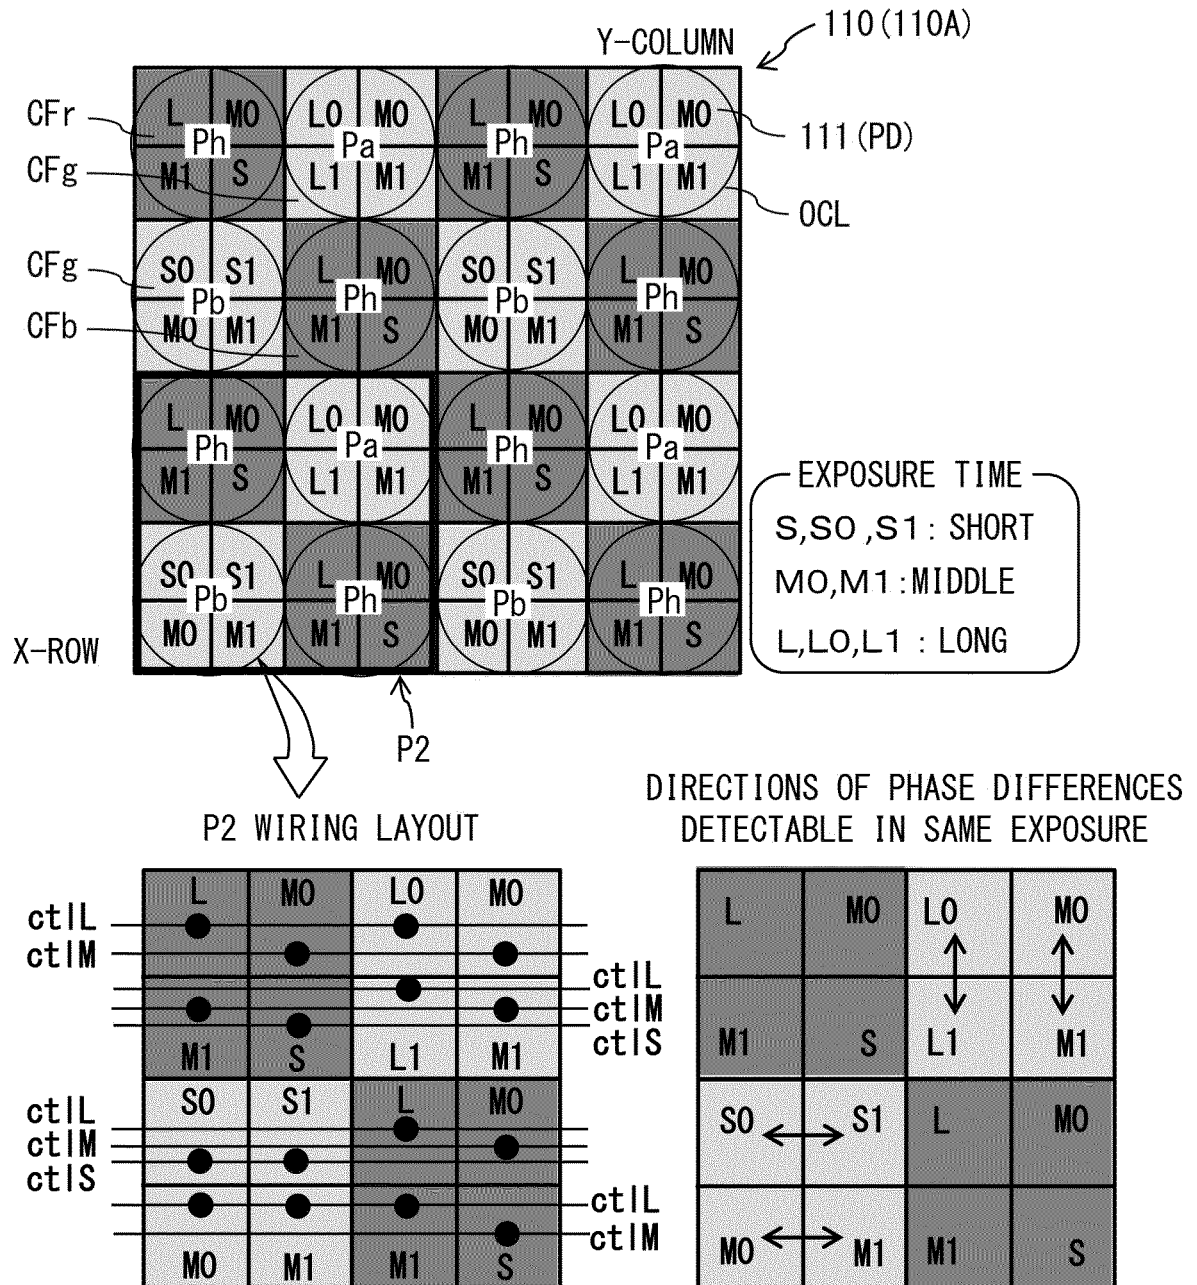 110(110A)
Y-COLUMN
CFr
L M0 L0 M0 L M0 L0 M0
Ph Pa Ph Pa
111(PD)
CFg
M1 S L1 M1 M1 S L1 M1
OCL
CFg
S0 S1 L M0 S0 S1 L M0
Pb Ph Pb Ph
CFb
M0 M1 M1 S M0 M1 M1 S
L M0 L0 M0 L M0 L0 M0
Ph Pa Ph Pa
M1 S L1 M1 M1 S L1 M1
EXPOSURE TIME
S,S0,S1: SHORT
M0,M1:MIDDLE
L,L0,L1 : LONG
S0 S1 L M0 S0 S1 L M0
Pb Ph Pb Ph
X-ROW
M0 M1 M1 S M0 M1 M1 S
P2
P2 WIRING LAYOUT
L M0 L0 M0
ctlL
ctlM
ctlL
ctlM
ctlS
M1 S L1 M1
S0 S1 L M0
ctlL
ctlM
ctlS
ctlL
ctlM
M0 M1 M1 S
DIRECTIONS OF PHASE DIFFERENCES
DETECTABLE IN SAME EXPOSURE
L M0 L0 M0
M1 S L1 M1
S0 S1 L M0
M0 M1 M1 S